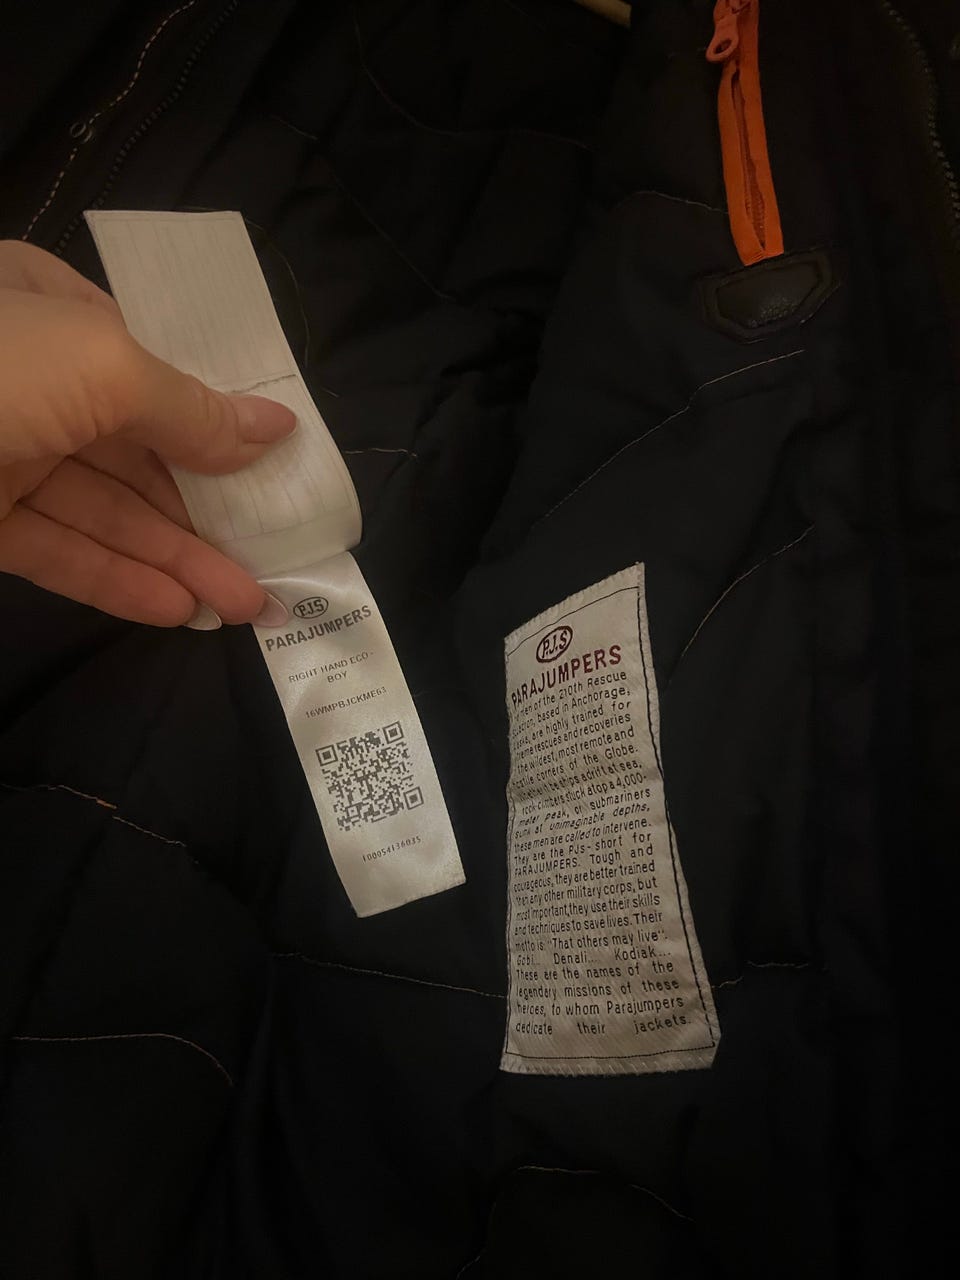 P.J.S
PARAJUMPERS
RIGHT HAND ECO -
BOY
16WMPBJCKME63
P.J.S
PARAJUMPERS
men of the 210th Rescue
based in Anchorage,
are highly trained for
rescues and recoveries
the wildest, most remote and
corners of the Globe.
be ships adrift at sea,
rock climbers stuck atop a 4,000-
meter peak, or submariners
sunk at unimaginable depths,
these men are called to intervene.
They are the PJs - short for
PARAJUMPERS. Tough and
courageous, they are better trained
than any other military corps, but
most important, they use their skills
and techniques to save lives. Their
motto is "That others may live".
Gobi... Denali... Kodiak...
These are the names of the
legendary missions of these
heroes, to whom Parajumpers
dedicate their jackets.